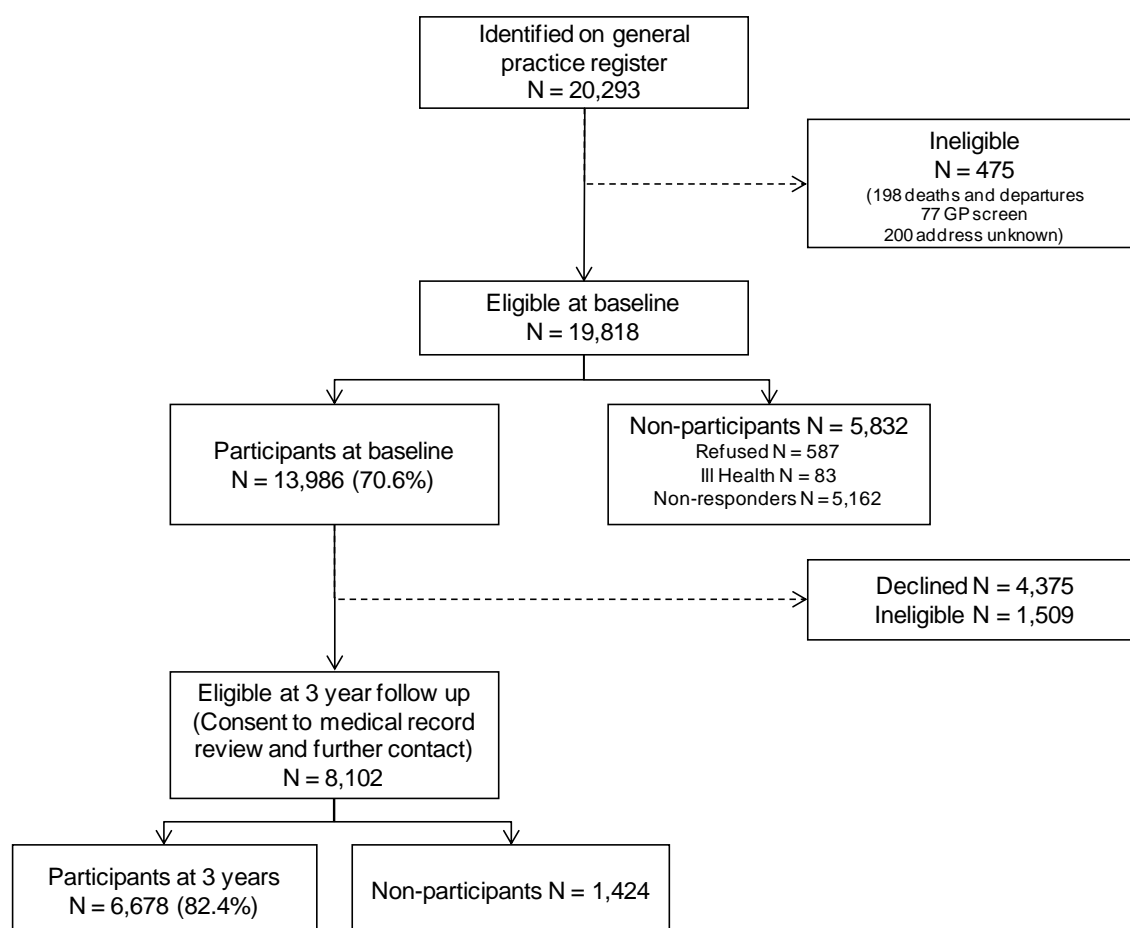 Identified on general
practice register
N = 20,293
Ineligible
N = 475
(198 deaths and departures
77 GP screen
200 address unknown)
Eligible at baseline
N = 19,818
Participants at baseline
N = 13,986 (70.6%)
Non-participants N = 5,832
Refused N = 587
Ill Health N = 83
Non-responders N = 5,162
Declined N = 4,375
Ineligible N = 1,509
Eligible at 3 year follow up
(Consent to medical record
review and further contact)
N = 8,102
Participants at 3 years
N = 6,678 (82.4%)
Non-participants N = 1,424